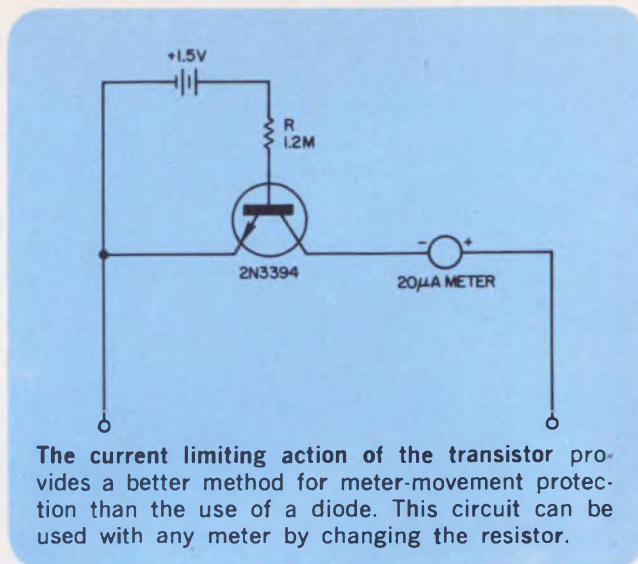 +1.5V
R
1.2M
2N3394
- +
20µA METER
The current limiting action of the transistor pro-
vides a better method for meter-movement protec-
tion than the use of a diode. This circuit can be
used with any meter by changing the resistor.